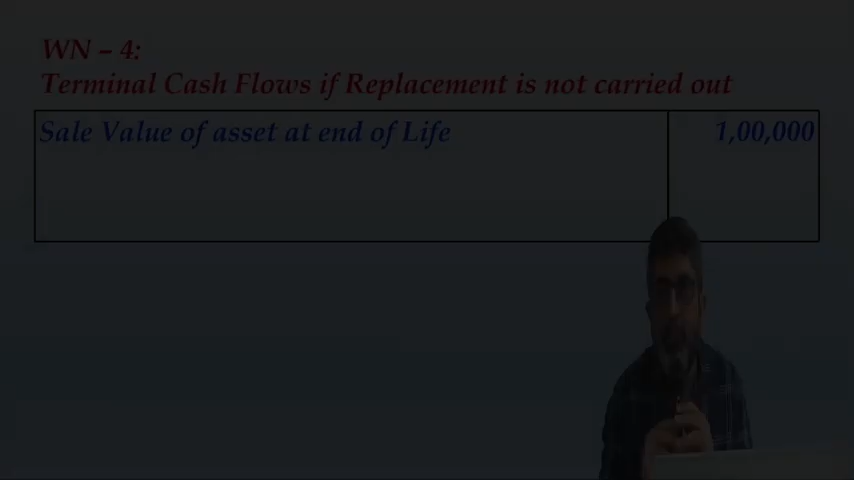 WN – 4:
Terminal Cash Flows if Replacement is not carried out
Sale Value of asset at end of Life 1,00,000